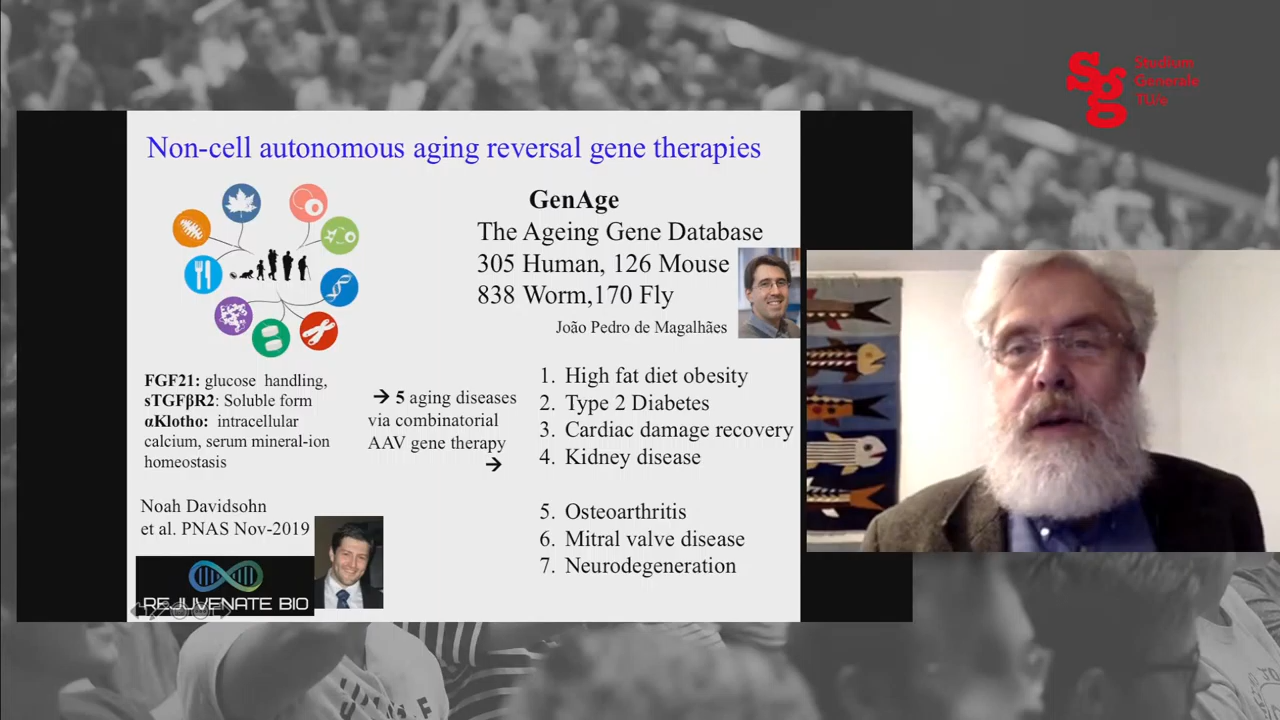 Studium
Generale
TU/e
Sgg
Non-cell autonomous aging reversal gene therapies
GenAge
The Ageing Gene Database
305 Human, 126 Mouse
838 Worm,170 Fly
João Pedro de Magalhães
FGF21: glucose handling,
sTGFβR2: Soluble form
αKlotho: intracellular
calcium, serum mineral-ion
homeostasis
→ 5 aging diseases
via combinatorial
AAV gene therapy
→
1. High fat diet obesity
2. Type 2 Diabetes
3. Cardiac damage recovery
4. Kidney disease
5. Osteoarthritis
6. Mitral valve disease
7. Neurodegeneration
Noah Davidsohn
et al. PNAS Nov-2019
REJUVENATE BIO